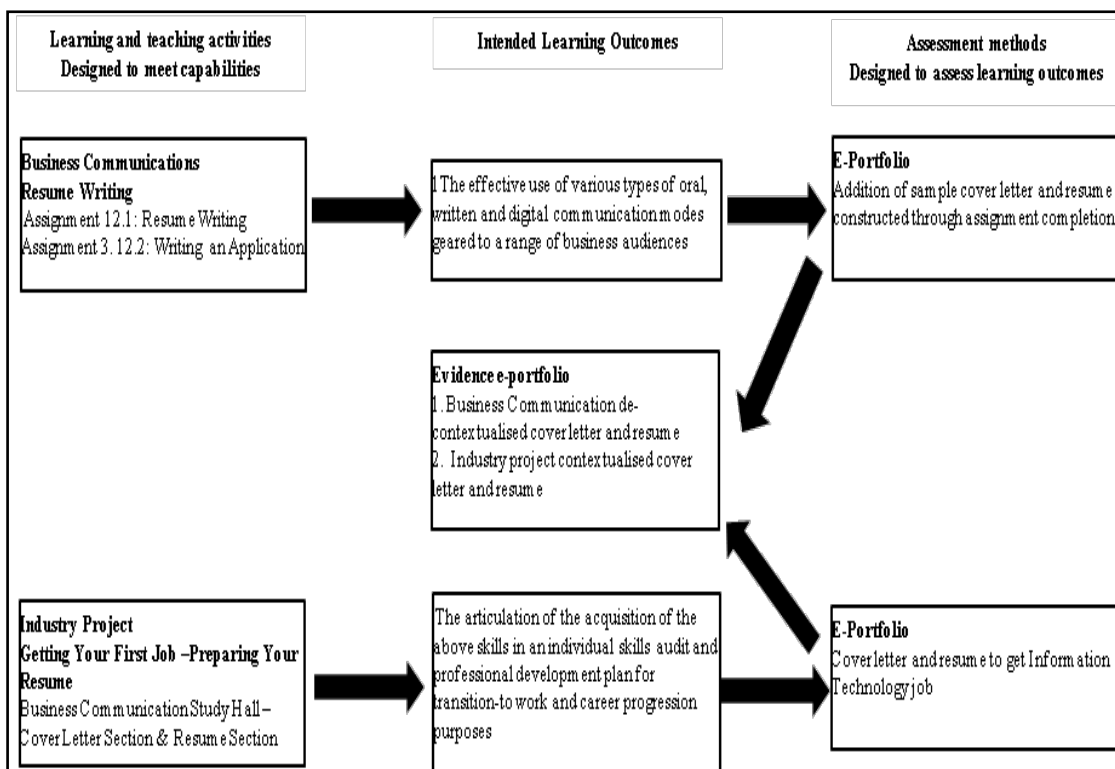 Learning and teaching activities
Designed to meet capabilities
Intended Learning Outcomes
Assessment methods
Designed to assess learning outcomes
Business Communications
Resume Writing
Assignment 12.1: Resume Writing
Assignment 3. 12.2: Writing an Application
1 The effective use of various types of oral,
written and digital communication modes
geared to a range of business audiences
E-Portfolio
Addition of sample cover letter and resume
constructed through assignment completion
Evidence e-portfolio
1. Business Communication de-
contextualised cover letter and resume
2. Industry project contextualised cover
letter and resume
Industry Project
Getting Your First Job –Preparing Your
Resume
Business Communication Study Hall –
Cover Letter Section & Resume Section
The articulation of the acquisition of the
above skills in an individual skills audit and
professional development plan for
transition-to work and career progression
purposes
E-Portfolio
Cover letter and resume to get Information
Technology job